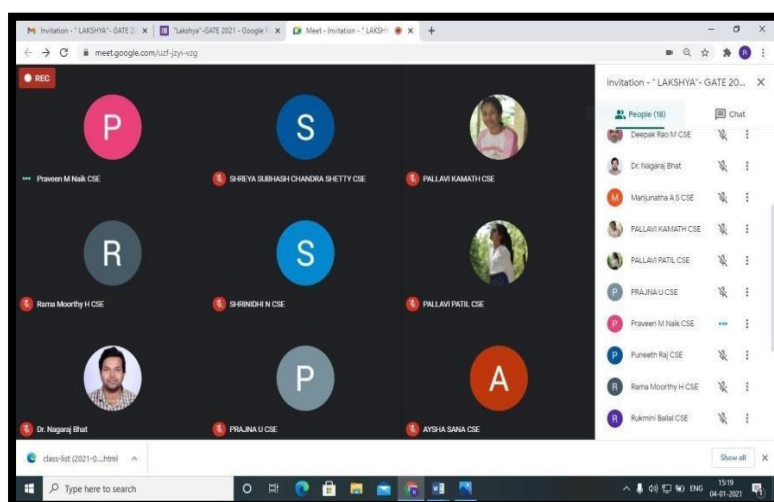 Invitation - " LAKSHYA"- GATE 20
"Lakshya"-GATE 2021 - Google F
Meet - Invitation - " LAKSH
meet.google.com/uzf-jzyi-vzg
R
REC
Invitation - " LAKSHYA"- GATE 20...
People (18)
Chat
P
Praveen M Naik CSE
S
SHREYA SUBHASH CHANDRA SHETTY CSE
PALLAVI KAMATH CSE
R
Rama Moorthy H CSE
S
SHRINIDHI N CSE
PALLAVI PATIL CSE
Dr. Nagaraj Bhat
P
PRAJNA U CSE
A
AYSHA SANA CSE
Deepak Rao M CSE
Dr. Nagaraj Bhat
M
Manjunatha A S CSE
PALLAVI KAMATH CSE
PALLAVI PATIL CSE
P
PRAJNA U CSE
P
Praveen M Naik CSE
P
Puneeth Raj CSE
R
Rama Moorthy H CSE
R
Rukmini Ballal CSE
class-list (2021-0....html
Show all
Type here to search
ENG
15:19
04-01-2021